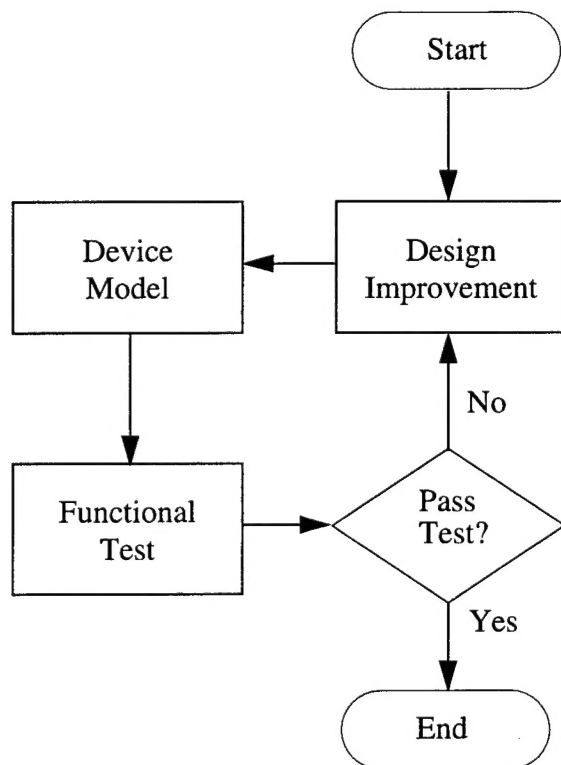 Start
Design
Improvement
Device
Model
Functional
Test
Pass
Test?
No
Yes
End